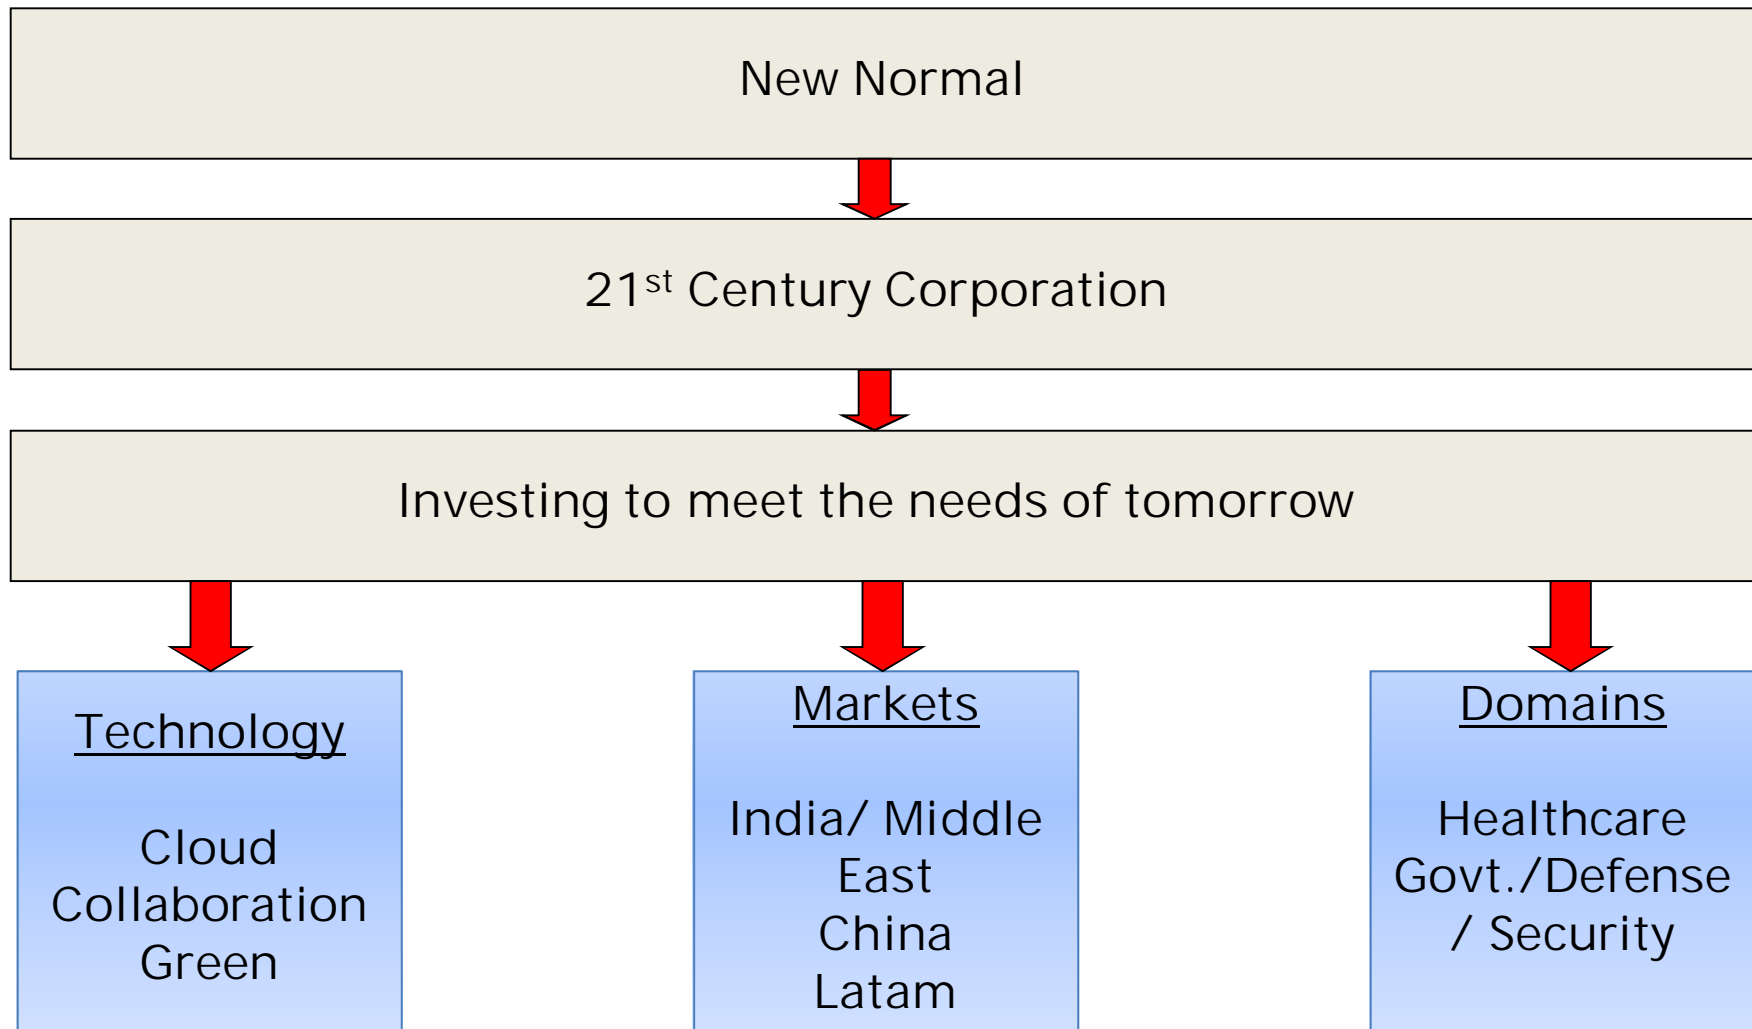 New Normal
21st Century Corporation
Investing to meet the needs of tomorrow
Technology
Cloud
Collaboration
Green
Markets
India/ Middle
East
China
Latam
Domains
Healthcare
Govt./Defense
/ Security